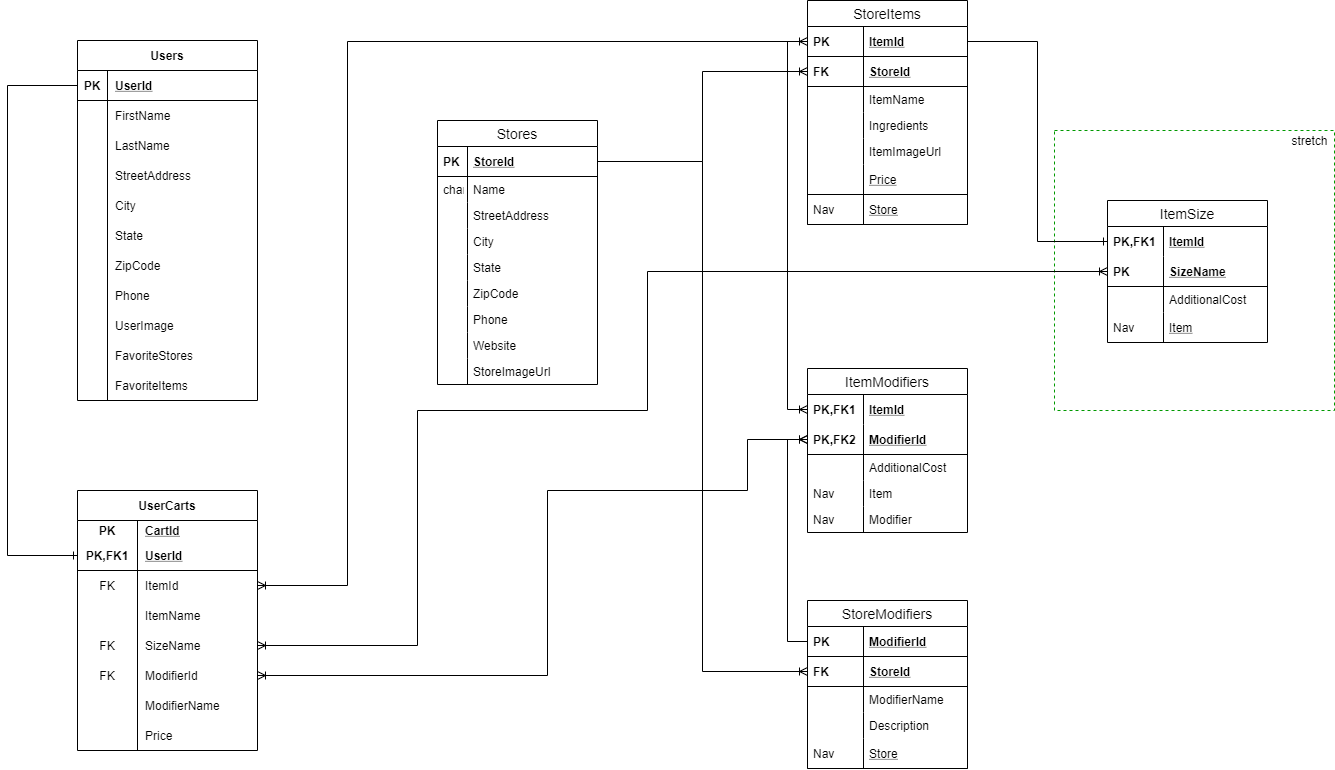 Users
PK UserId
FirstName
LastName
StreetAddress
City
State
ZipCode
Phone
UserImage
FavoriteStores
FavoriteItems
UserCarts
PK CartId
PK,FK1 UserId
FK ItemId
ItemName
FK SizeName
FK ModifierId
ModifierName
Price
Stores
PK StoreId
char Name
StreetAddress
City
State
ZipCode
Phone
Website
StoreImageUrl
StoreItems
PK ItemId
FK StoreId
ItemName
Ingredients
ItemImageUrl
Price
Nav Store
ItemModifiers
PK,FK1 ItemId
PK,FK2 ModifierId
AdditionalCost
Nav Item
Nav Modifier
StoreModifiers
PK ModifierId
FK StoreId
ModifierName
Description
Nav Store
stretch
ItemSize
PK,FK1 ItemId
PK SizeName
AdditionalCost
Nav Item